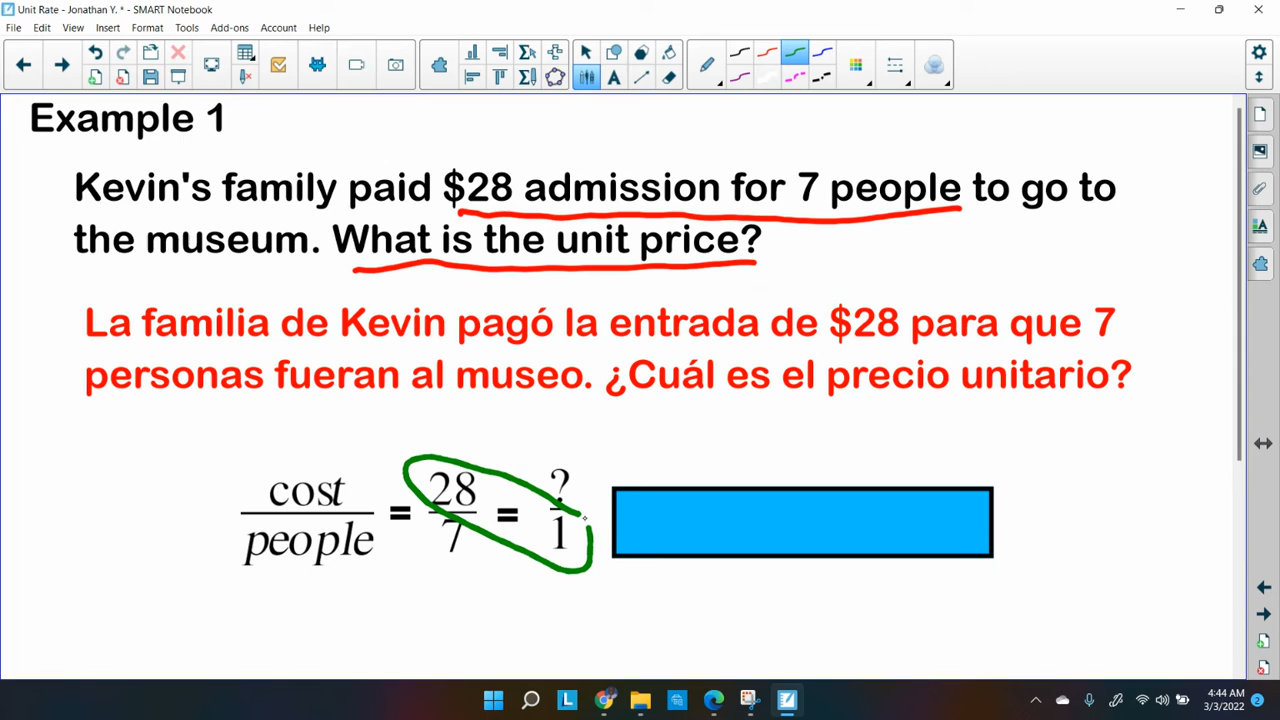 Unit Rate - Jonathan Y. * - SMART Notebook
File Edit View Insert Format Tools Add-ons Account Help
Example 1
Kevin's family paid $28 admission for 7 people to go to
the museum. What is the unit price?
La familia de Kevin pagó la entrada de $28 para que 7
personas fueran al museo. ¿Cuál es el precio unitario?
cost
people
=
28
7
=
?
1
4:44 AM
3/3/2022
2